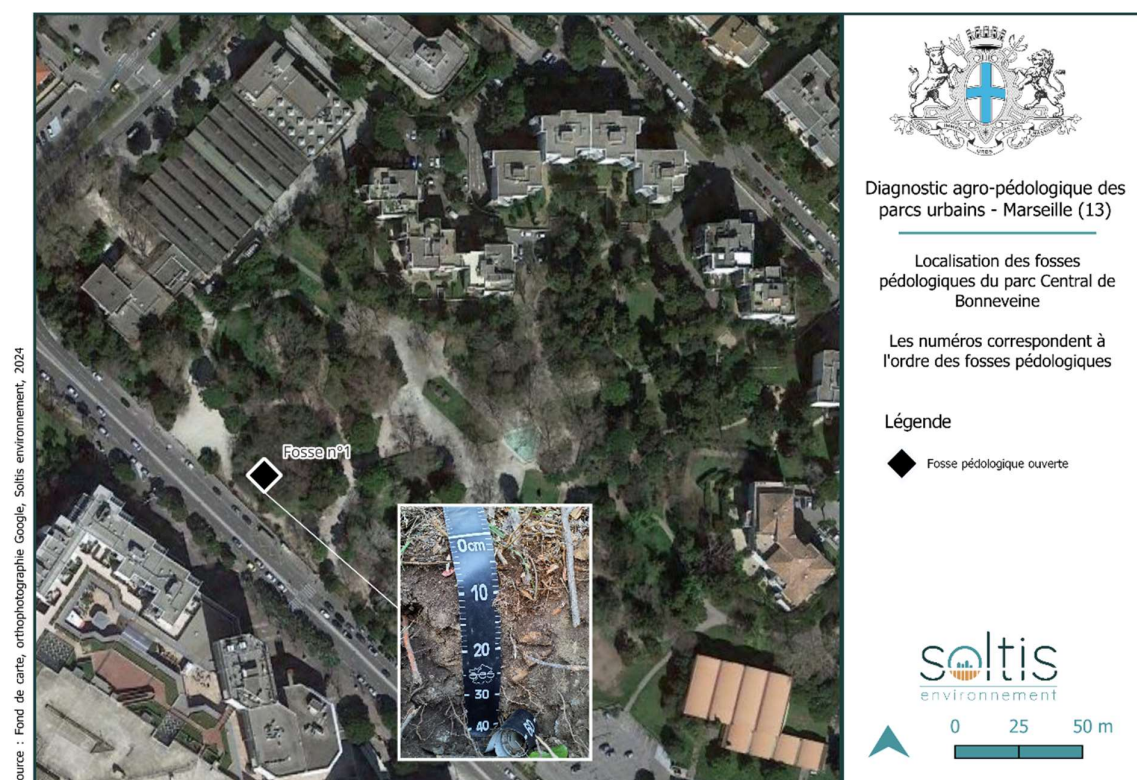 Diagnostic agro-pédologique des
parcs urbains - Marseille (13)
Localisation des fosses
pédologiques du parc Central de
Bonneveine
Les numéros correspondent à
l'ordre des fosses pédologiques
Légende
Fosse pédologique ouverte
Fosse n°1
0cm
10
20
30
40
soltis
environnement
0 25 50 m
ource : Fond de carte, orthophotographie Google, Soltis environnement, 2024